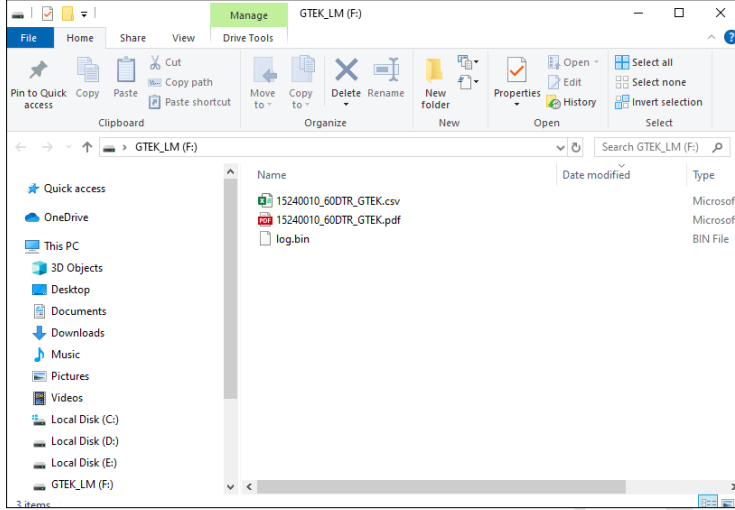 Manage GTEK_LM (F:)
File Home Share View Drive Tools
Pin to Quick access
Copy
Paste
Cut
Copy path
Paste shortcut
Clipboard
Move to
Copy to
Delete
Rename
Organize
New folder
New
Properties
Open
Edit
History
Open
Select all
Select none
Invert selection
Select
GTEK_LM (F:)
Search GTEK_LM (F:)
Quick access
OneDrive
This PC
3D Objects
Desktop
Documents
Downloads
Music
Pictures
Videos
Local Disk (C:)
Local Disk (D:)
Local Disk (E:)
GTEK_LM (F:)
Name Date modified Type
15240010_60DTR_GTEK.csv Microsof
15240010_60DTR_GTEK.pdf Microsof
log.bin BIN File
3 items